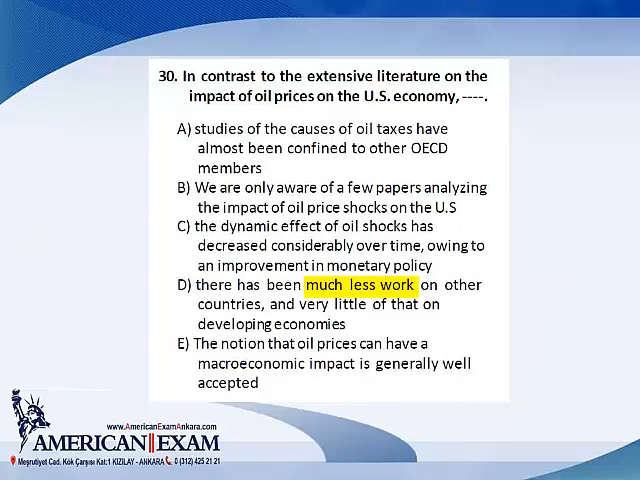 30. In contrast to the extensive literature on the
impact of oil prices on the U.S. economy, ----.
A) studies of the causes of oil taxes have
almost been confined to other OECD
members
B) We are only aware of a few papers analyzing
the impact of oil price shocks on the U.S
C) the dynamic effect of oil shocks has
decreased considerably over time, owing to
an improvement in monetary policy
D) there has been much less work on other
countries, and very little of that on
developing economies
E) The notion that oil prices can have a
macroeconomic impact is generally well
accepted
www.AmericanExamAnkara.com
AMERICAN EXAM
Meşrutiyet Cad. Kök Çarşısı Kat:1 KIZILAY - ANKARA 0 (312) 425 21 21